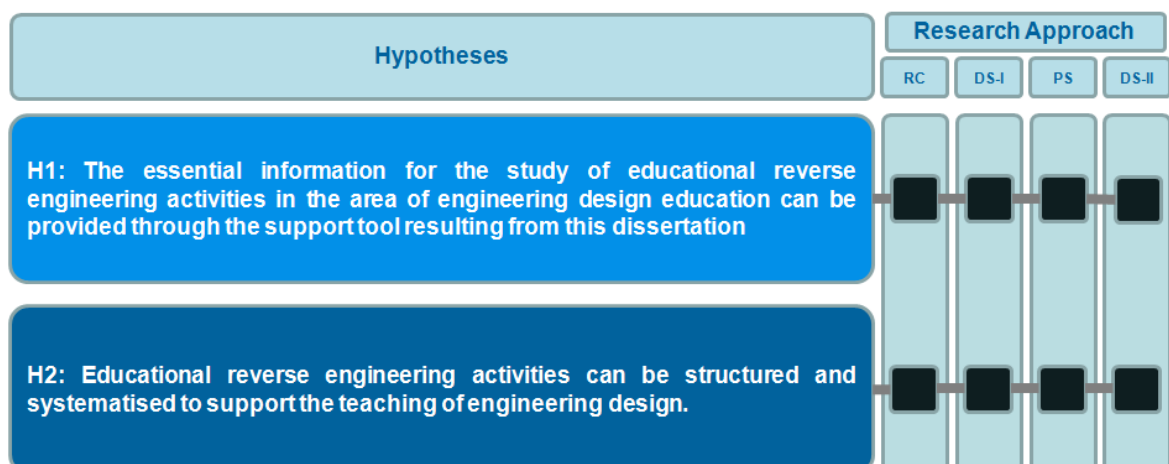 Hypotheses
Research Approach
RC
DS-I
PS
DS-II
H1: The essential information for the study of educational reverse
engineering activities in the area of engineering design education can be
provided through the support tool resulting from this dissertation
H2: Educational reverse engineering activities can be structured and
systematised to support the teaching of engineering design.